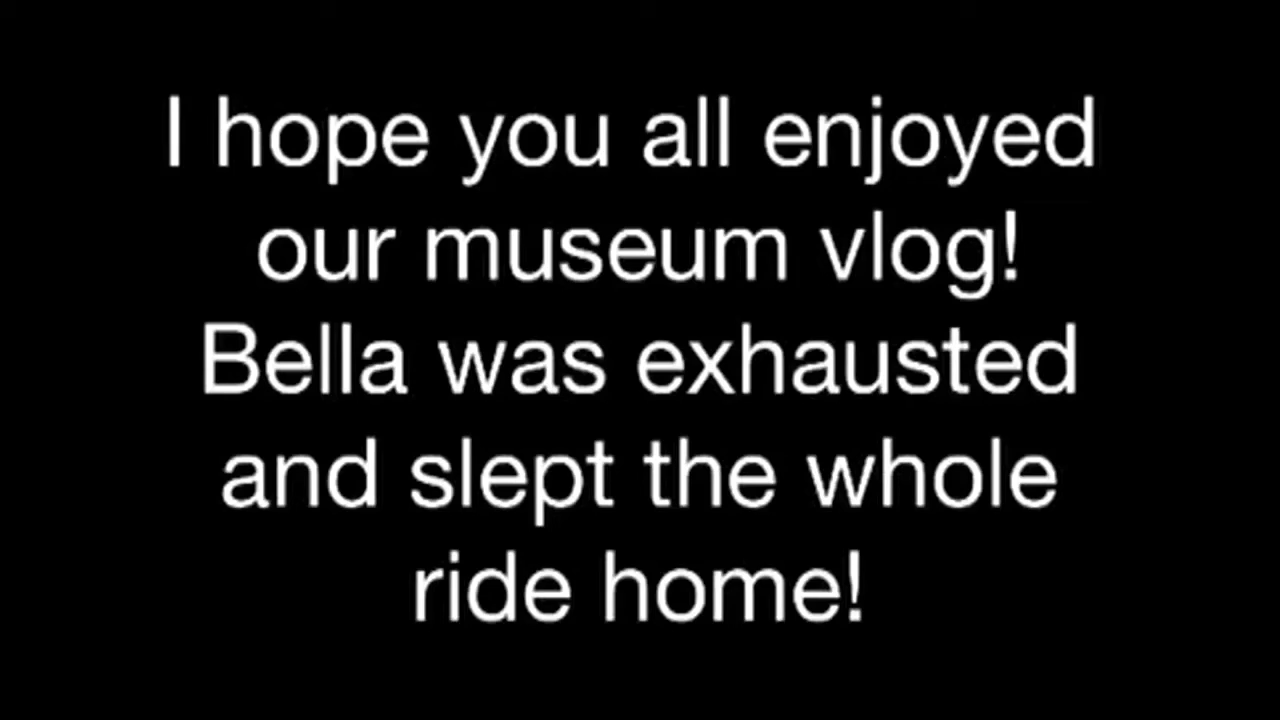 I hope you all enjoyed
our museum vlog!
Bella was exhausted
and slept the whole
ride home!